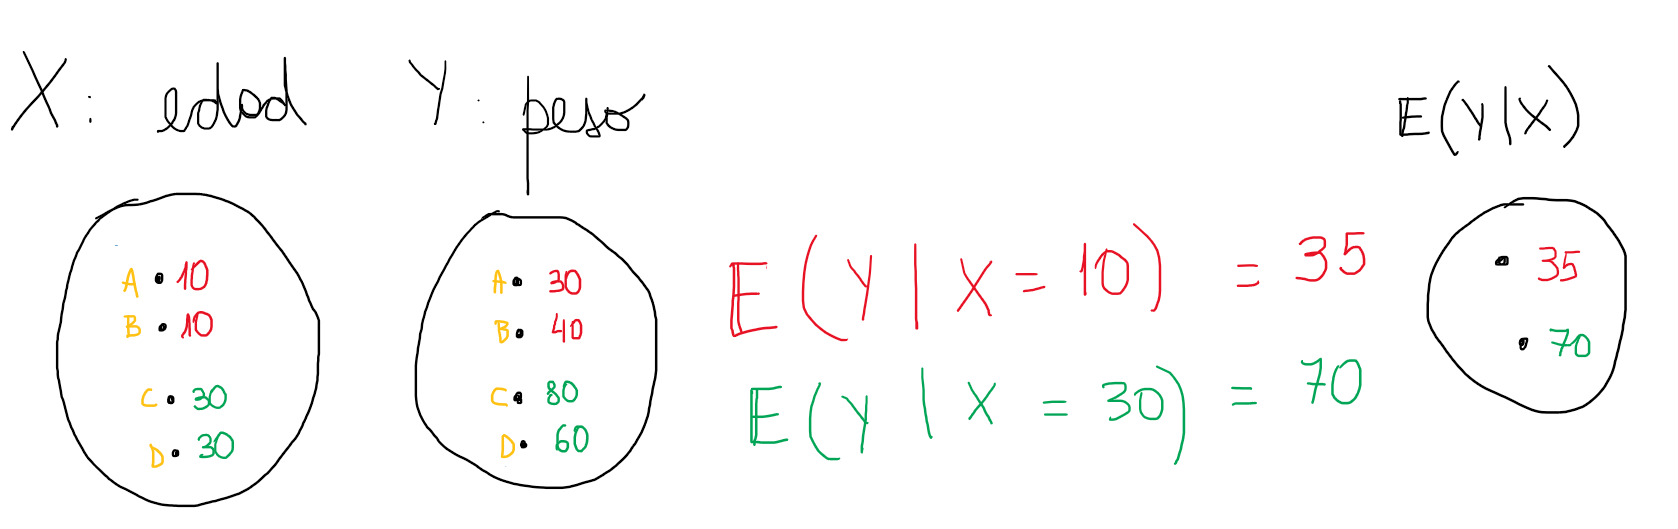 X: edad
Y: peso
E(Y|X)
A • 10
B • 10
C • 30
D • 30
A • 30
B • 40
C • 80
D • 60
E(Y|X=10) = 35
E(Y|X=30) = 70
• 35
• 70